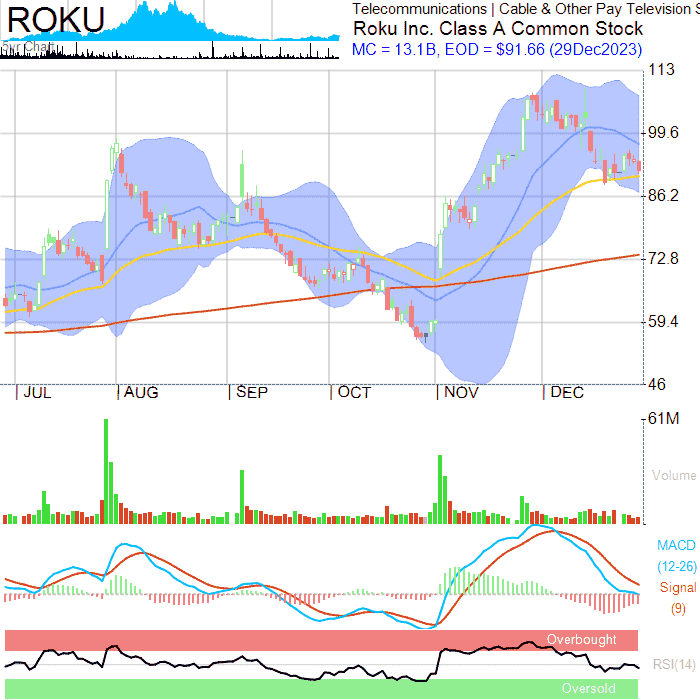 ROKU
5yr Chart
Telecommunications | Cable & Other Pay Television S
Roku Inc. Class A Common Stock
MC = 13.1B, EOD = $91.66 (29Dec2023)
113
99.6
86.2
72.8
59.4
46
JUL
AUG
SEP
OCT
NOV
DEC
61M
Volume
MACD
(12-26)
Signal
(9)
Overbought
RSI(14)
Oversold